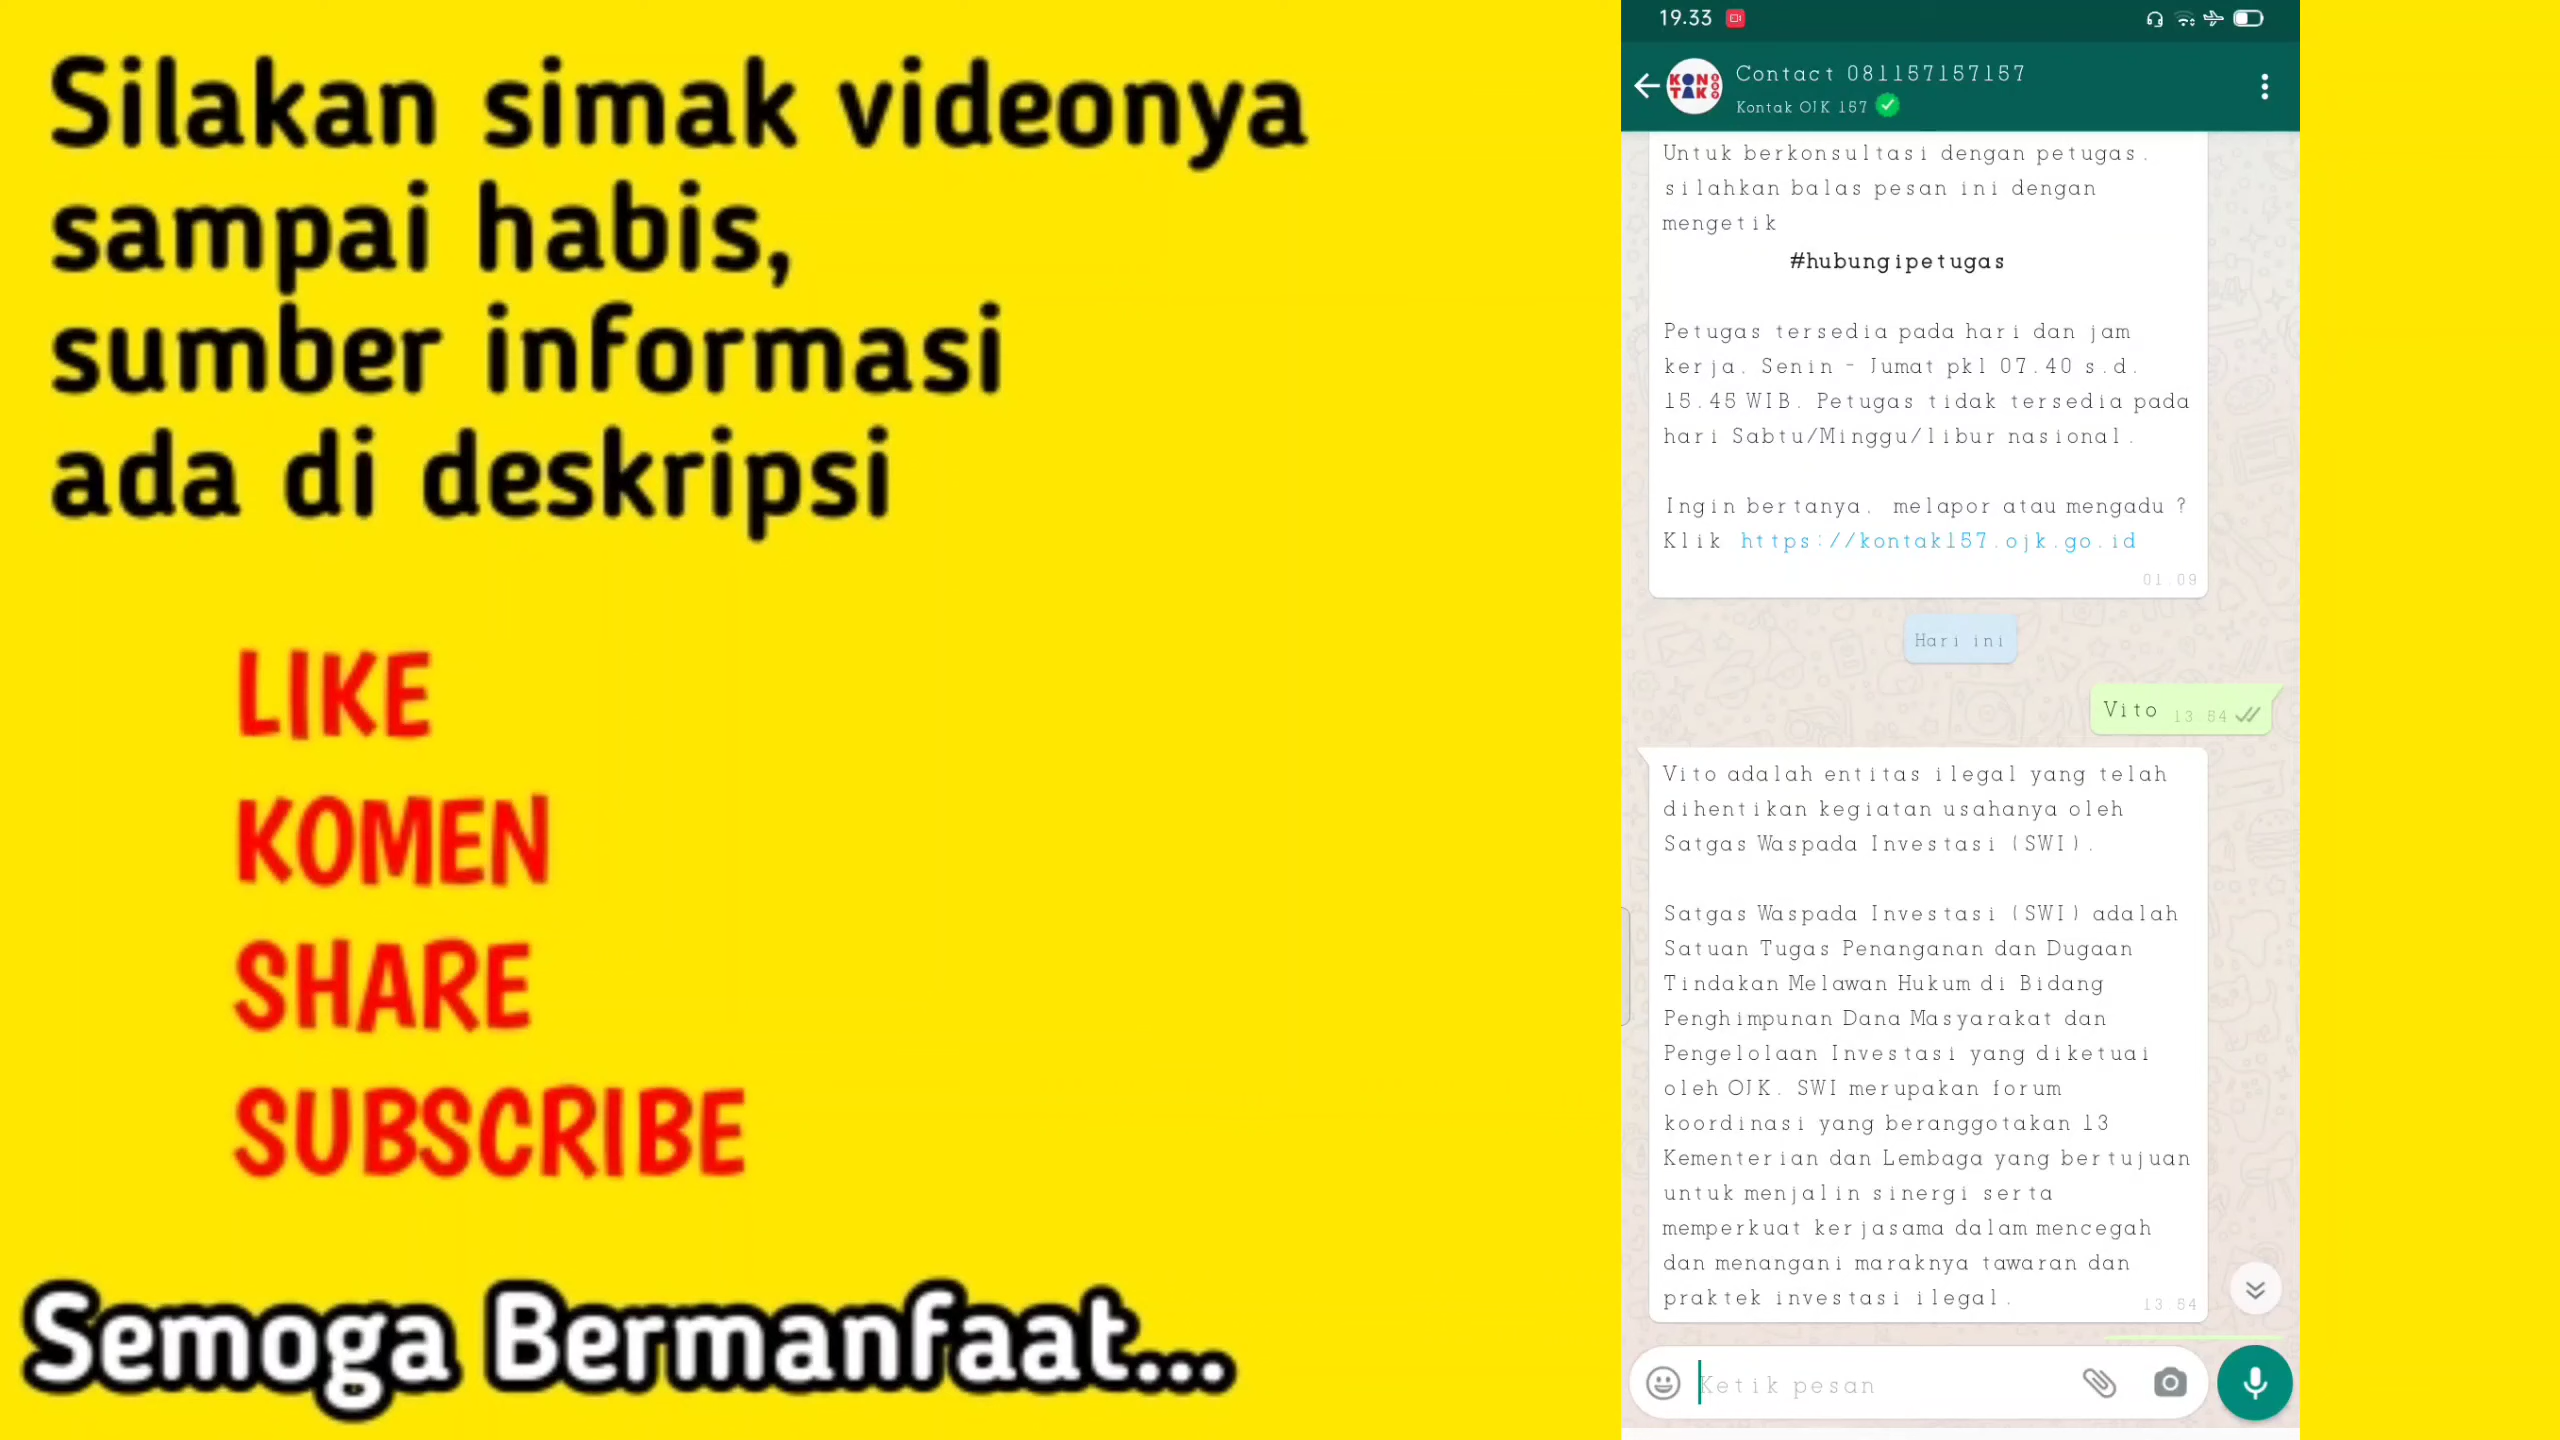 Silakan simak videonya
sampai habis,
sumber informasi
ada di deskripsi
LIKE
KOMEN
SHARE
SUBSCRIBE
Semoga Bermanfaat...
19.33
KON
TAK
Contact 081157157157
Kontak OJK 157
Untuk berkonsultasi dengan petugas,
silahkan balas pesan ini dengan
mengetik
#hubungipetugas
Petugas tersedia pada hari dan jam
kerja, Senin - Jumat pkl 07.40 s.d.
15.45 WIB. Petugas tidak tersedia pada
hari Sabtu/Minggu/libur nasional.
Ingin bertanya, melapor atau mengadu ?
Klik https://kontak157.ojk.go.id
01.09
Hari ini
Vito 13.54
Vito adalah entitas ilegal yang telah
dihentikan kegiatan usahanya oleh
Satgas Waspada Investasi (SWI).
Satgas Waspada Investasi (SWI) adalah
Satuan Tugas Penanganan dan Dugaan
Tindakan Melawan Hukum di Bidang
Penghimpunan Dana Masyarakat dan
Pengelolaan Investasi yang diketuai
oleh OJK. SWI merupakan forum
koordinasi yang beranggotakan 13
Kementerian dan Lembaga yang bertujuan
untuk menjalin sinergi serta
memperkuat kerjasama dalam mencegah
dan menangani maraknya tawaran dan
praktek investasi ilegal.
13.54
Ketik pesan